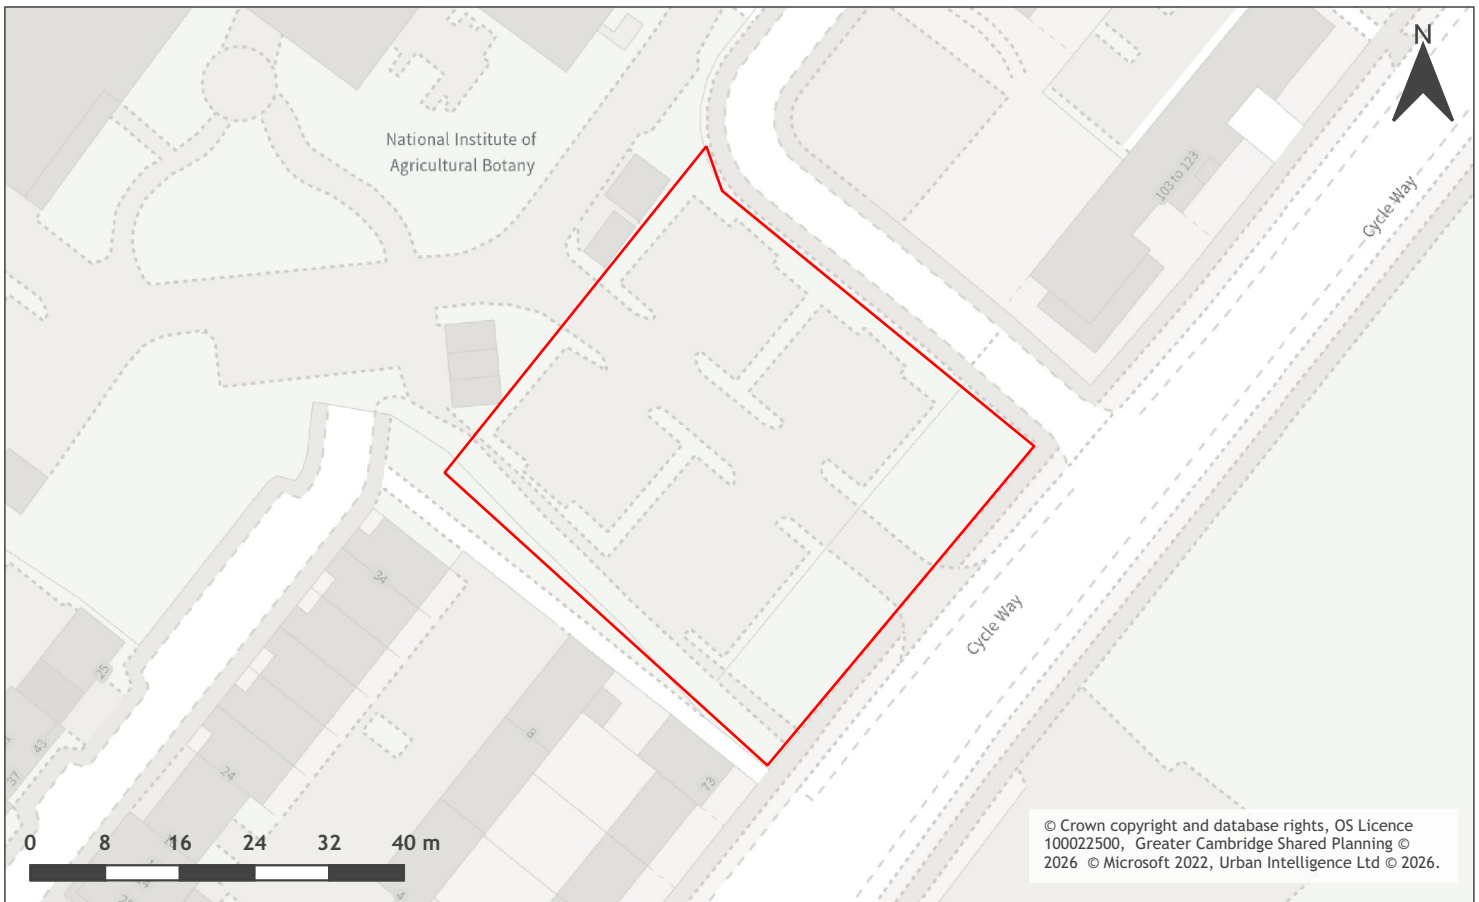 N
National Institute of
Agricultural Botany
103 to 123
Cycle Way
34
25
43
37
24
8
73
Cycle Way
4
0 8 16 24 32 40 m
© Crown copyright and database rights, OS Licence
100022500, Greater Cambridge Shared Planning ©
2026 © Microsoft 2022, Urban Intelligence Ltd © 2026.